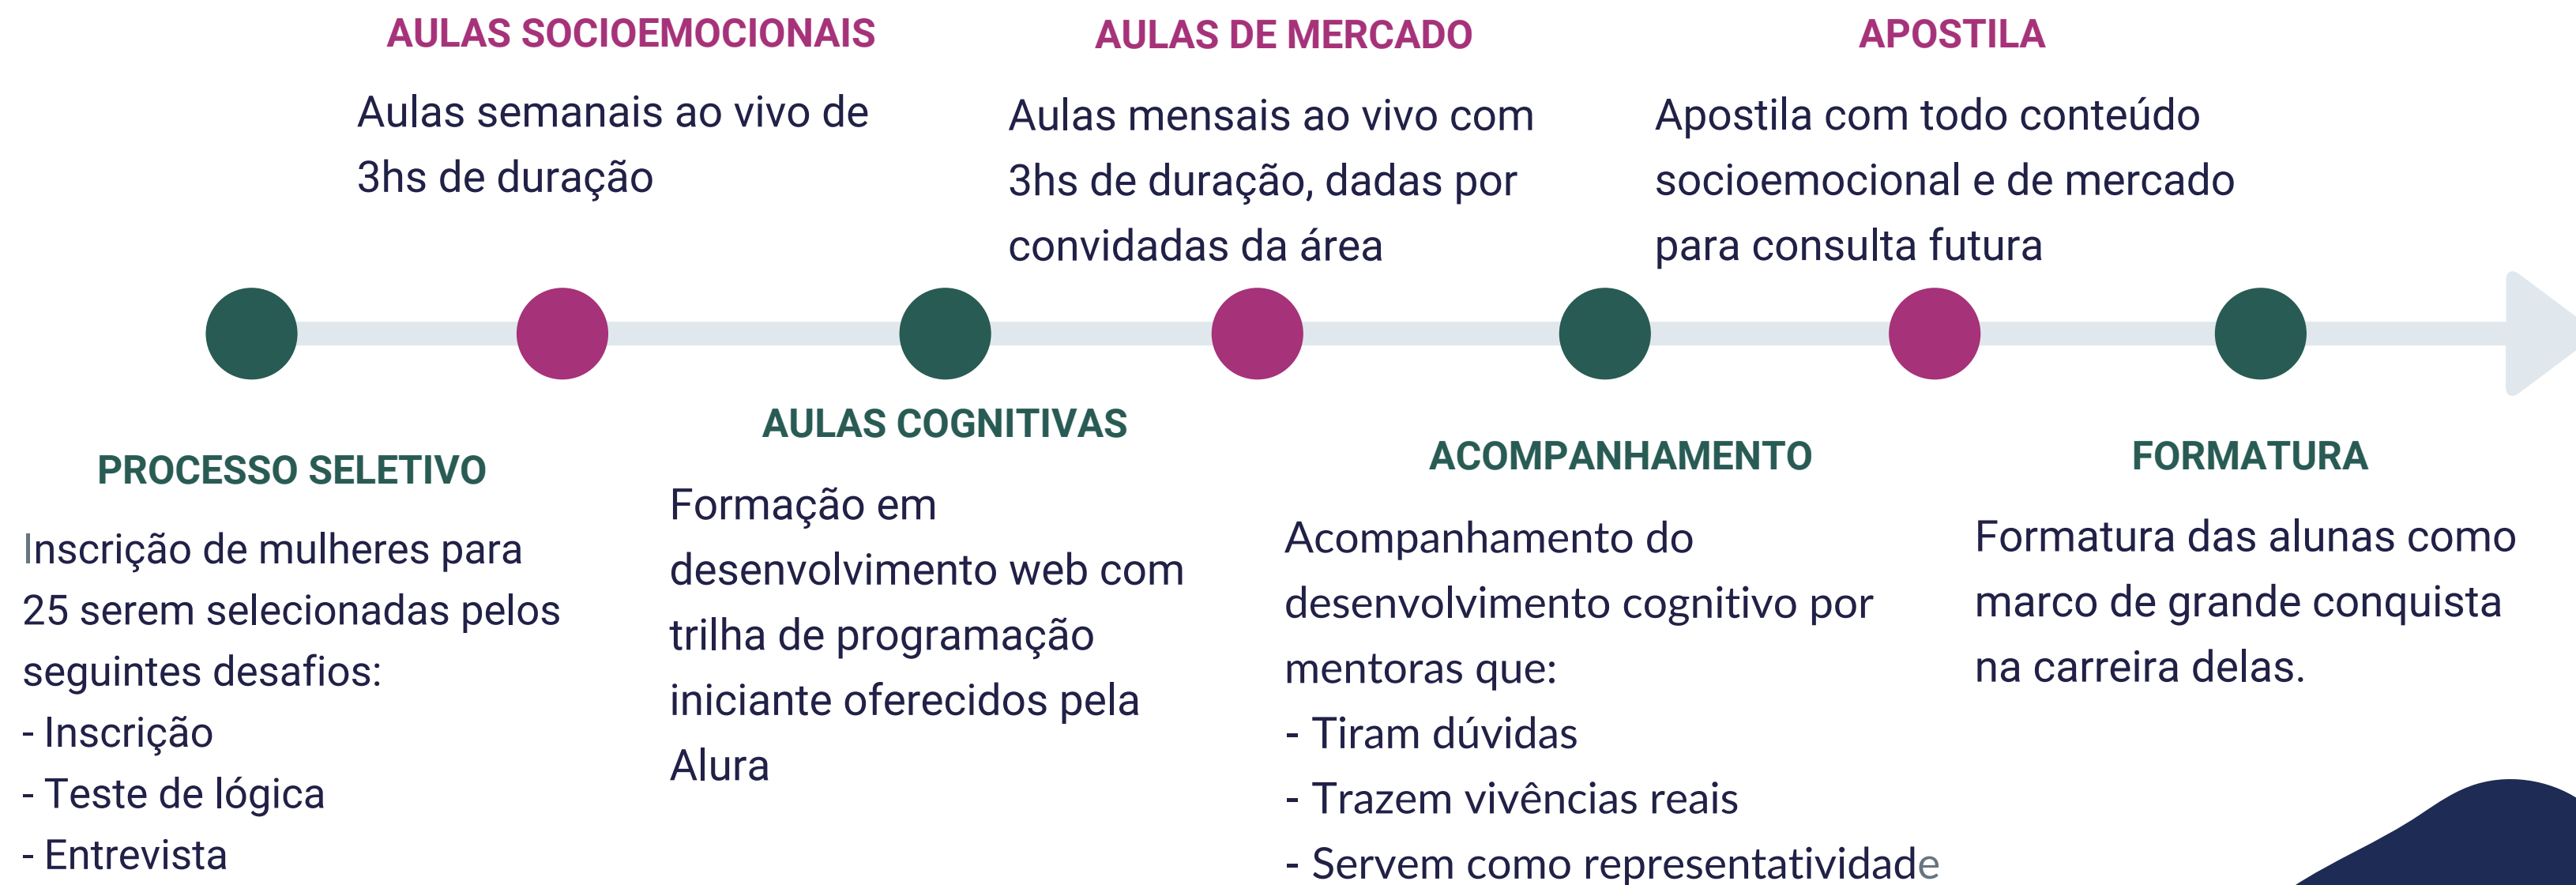 AULAS SOCIOEMOCIONAIS
Aulas semanais ao vivo de
3hs de duração
AULAS DE MERCADO
Aulas mensais ao vivo com
3hs de duração, dadas por
convidadas da área
APOSTILA
Apostila com todo conteúdo
socioemocional e de mercado
para consulta futura
PROCESSO SELETIVO
Inscrição de mulheres para
25 serem selecionadas pelos
seguintes desafios:
- Inscrição
- Teste de lógica
- Entrevista
AULAS COGNITIVAS
Formação em
desenvolvimento web com
trilha de programação
iniciante oferecidos pela
Alura
ACOMPANHAMENTO
Acompanhamento do
desenvolvimento cognitivo por
mentoras que:
- Tiram dúvidas
- Trazem vivências reais
- Servem como representatividade
FORMATURA
Formatura das alunas como
marco de grande conquista
na carreira delas.